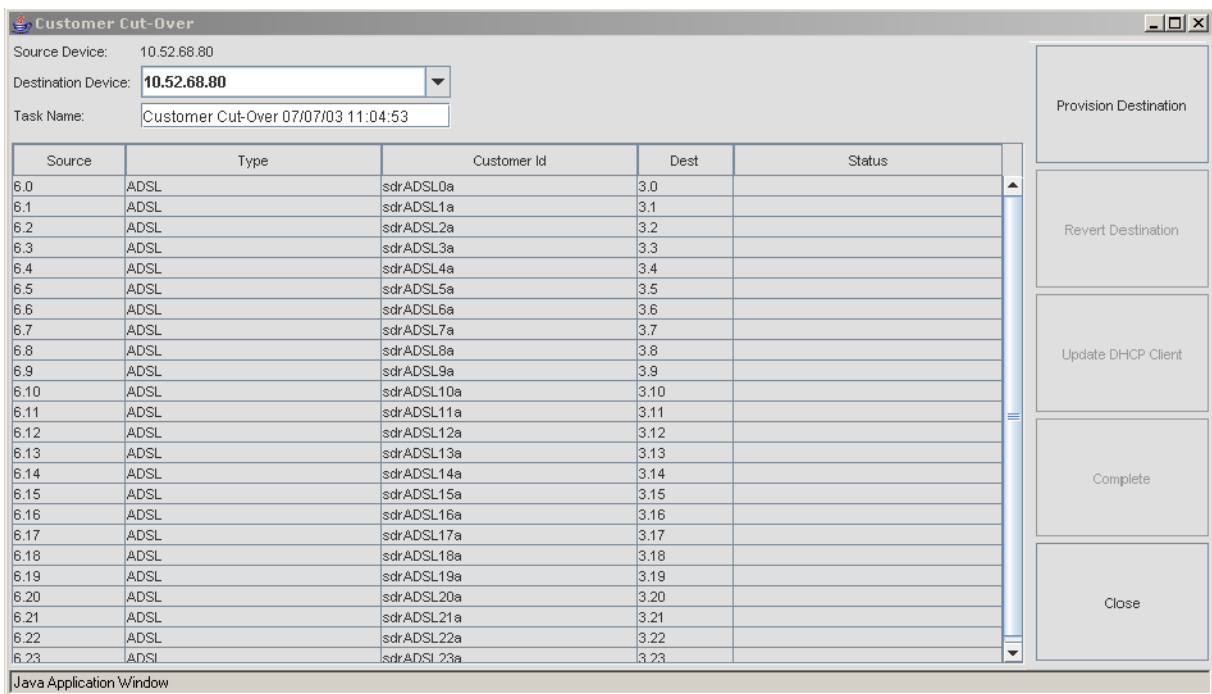 Customer Cut-Over
Source Device: 10.52.68.80
Destination Device: 10.52.68.80
Task Name: Customer Cut-Over 07/07/03 11:04:53
Source Type Customer Id Dest Status
6.0 ADSL sdrADSL0a 3.0
6.1 ADSL sdrADSL1a 3.1
6.2 ADSL sdrADSL2a 3.2
6.3 ADSL sdrADSL3a 3.3
6.4 ADSL sdrADSL4a 3.4
6.5 ADSL sdrADSL5a 3.5
6.6 ADSL sdrADSL6a 3.6
6.7 ADSL sdrADSL7a 3.7
6.8 ADSL sdrADSL8a 3.8
6.9 ADSL sdrADSL9a 3.9
6.10 ADSL sdrADSL10a 3.10
6.11 ADSL sdrADSL11a 3.11
6.12 ADSL sdrADSL12a 3.12
6.13 ADSL sdrADSL13a 3.13
6.14 ADSL sdrADSL14a 3.14
6.15 ADSL sdrADSL15a 3.15
6.16 ADSL sdrADSL16a 3.16
6.17 ADSL sdrADSL17a 3.17
6.18 ADSL sdrADSL18a 3.18
6.19 ADSL sdrADSL19a 3.19
6.20 ADSL sdrADSL20a 3.20
6.21 ADSL sdrADSL21a 3.21
6.22 ADSL sdrADSL22a 3.22
6.23 ADSL sdrADSL23a 3.23
Provision Destination
Revert Destination
Update DHCP Client
Complete
Close
Java Application Window